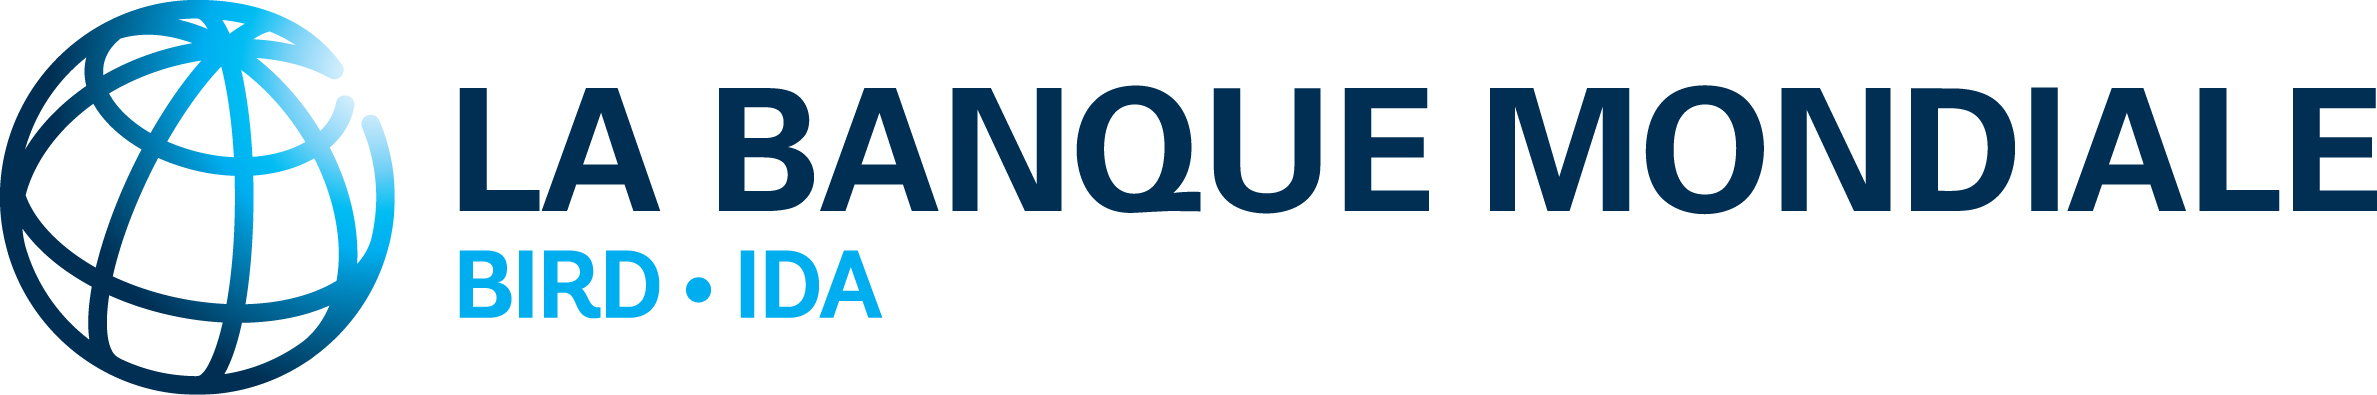 LA BANQUE MONDIALE
BIRD • IDA